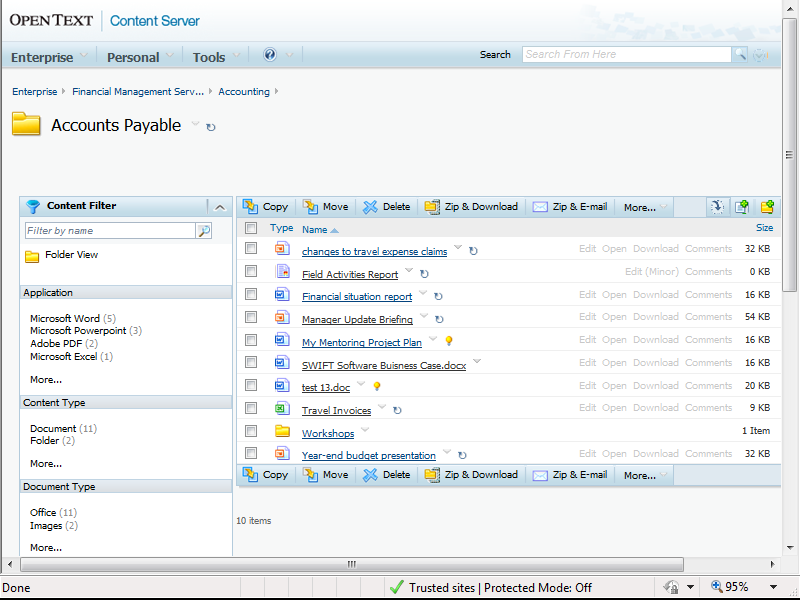 OPENTEXT | Content Server
Enterprise Personal Tools Search Search From Here
Enterprise Financial Management Serv... Accounting
Accounts Payable
Content Filter
Filter by name
Folder View
Application
Microsoft Word (5)
Microsoft Powerpoint (3)
Adobe PDF (2)
Microsoft Excel (1)
More...
Content Type
Document (11)
Folder (2)
More...
Document Type
Office (11)
Images (2)
More...
Copy Move Delete Zip & Download Zip & E-mail More...
Type Name Size
changes to travel expense claims Edit Open Download Comments 32 KB
Field Activities Report Edit (Minor) Comments 0 KB
Financial situation report Edit Open Download Comments 16 KB
Manager Update Briefing Edit Open Download Comments 54 KB
My Mentoring Project Plan Edit Open Download Comments 16 KB
SWIFT Software Buisness Case.docx Edit Open Download Comments 16 KB
test 13.doc Edit Open Download Comments 20 KB
Travel Invoices Edit Open Download Comments 9 KB
Workshops 1 Item
Year-end budget presentation Edit Open Download Comments 32 KB
Copy Move Delete Zip & Download Zip & E-mail More...
10 items
Done Trusted sites | Protected Mode: Off 95%